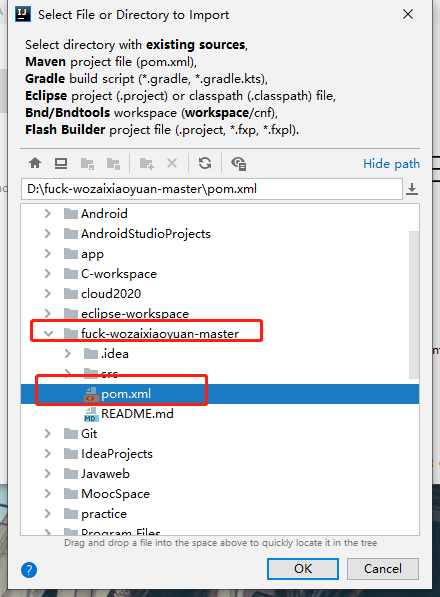 Select File or Directory to Import
Select directory with existing sources,
Maven project file (pom.xml),
Gradle build script (*.gradle, *.gradle.kts),
Eclipse project (.project) or classpath (.classpath) file,
Bnd/Bndtools workspace (workspace/cnf),
Flash Builder project file (.project, *.fxp, *.fxpl).
Hide path
D:\fuck-wozaixiaoyuan-master\pom.xml
Android
AndroidStudioProjects
app
C-workspace
cloud2020
eclipse-workspace
fuck-wozaixiaoyuan-master
.idea
src
pom.xml
README.md
Git
IdeaProjects
Javaweb
MoocSpace
practice
Program Files
Drag and drop a file into the space above to quickly locate it in the tree
OK
Cancel